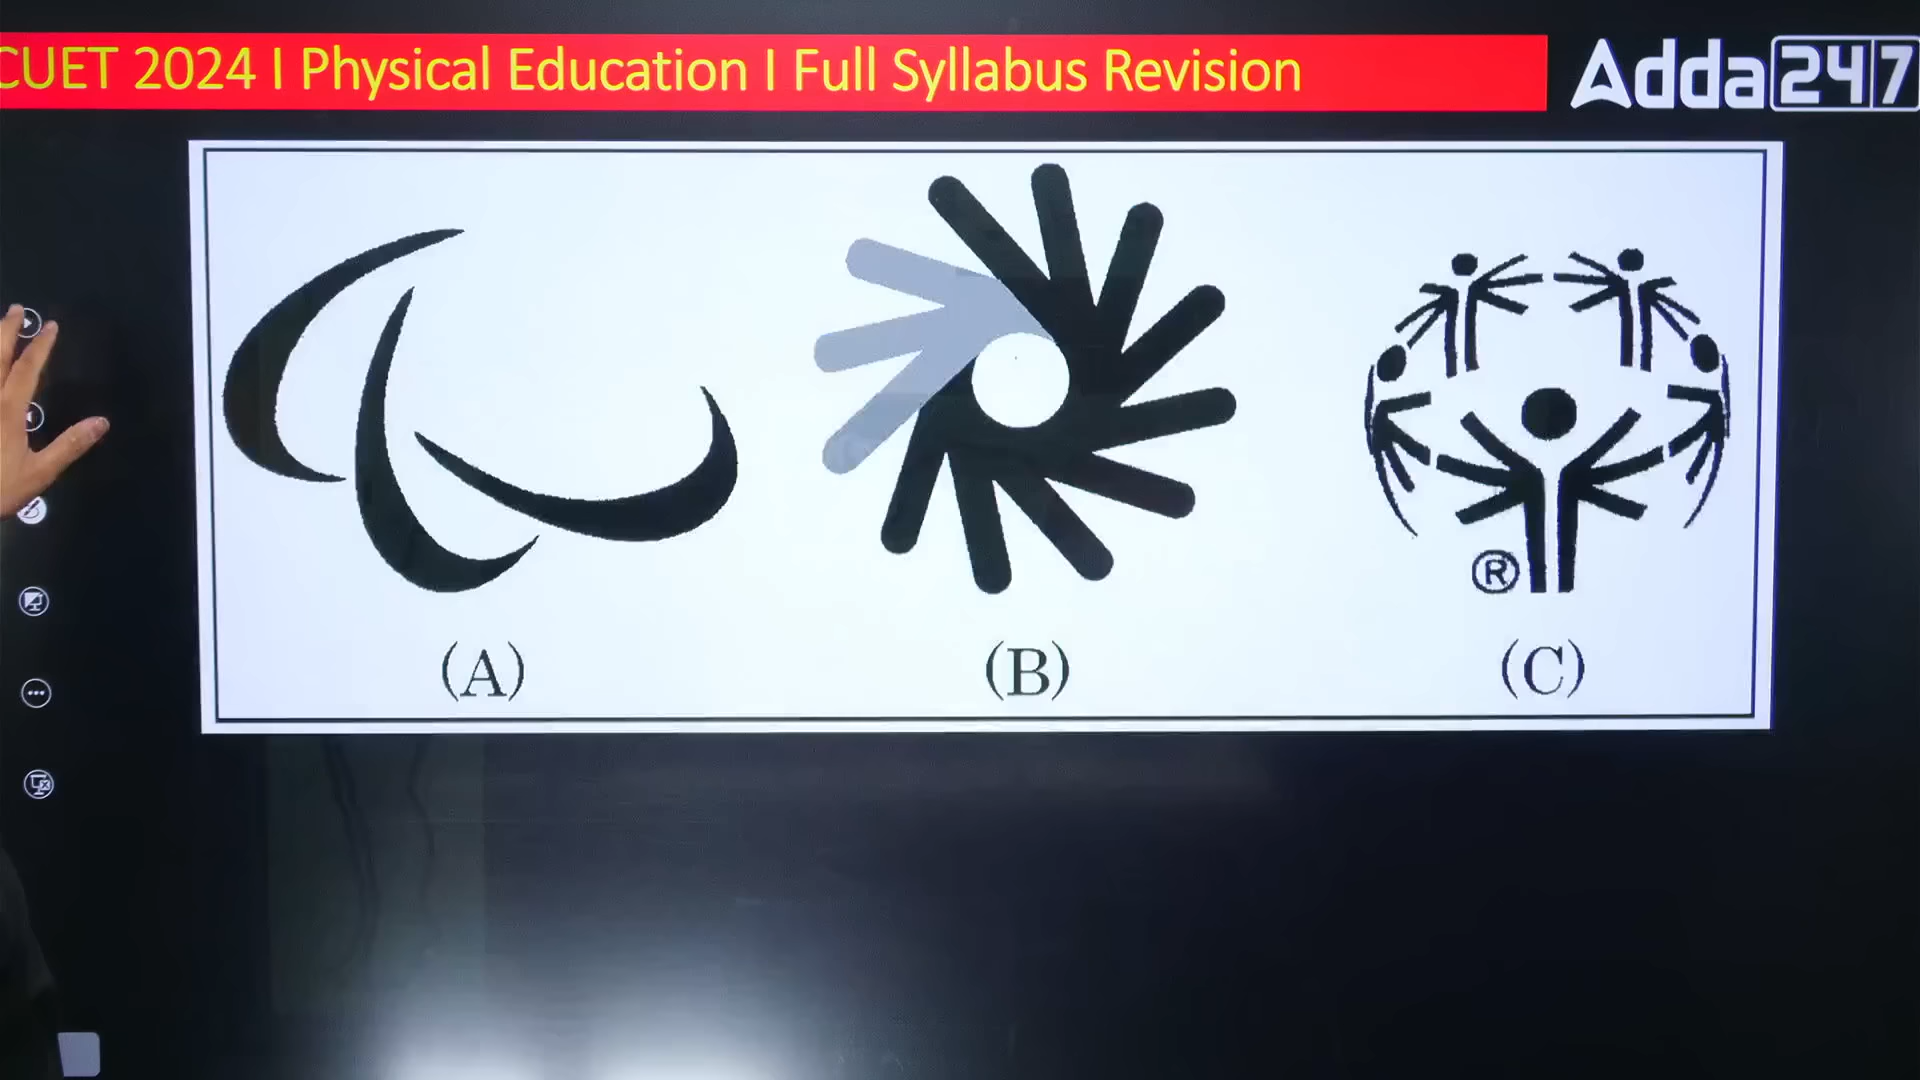 CUET 2024 I Physical Education I Full Syllabus Revision
Adda247
®
(A) (B) (C)